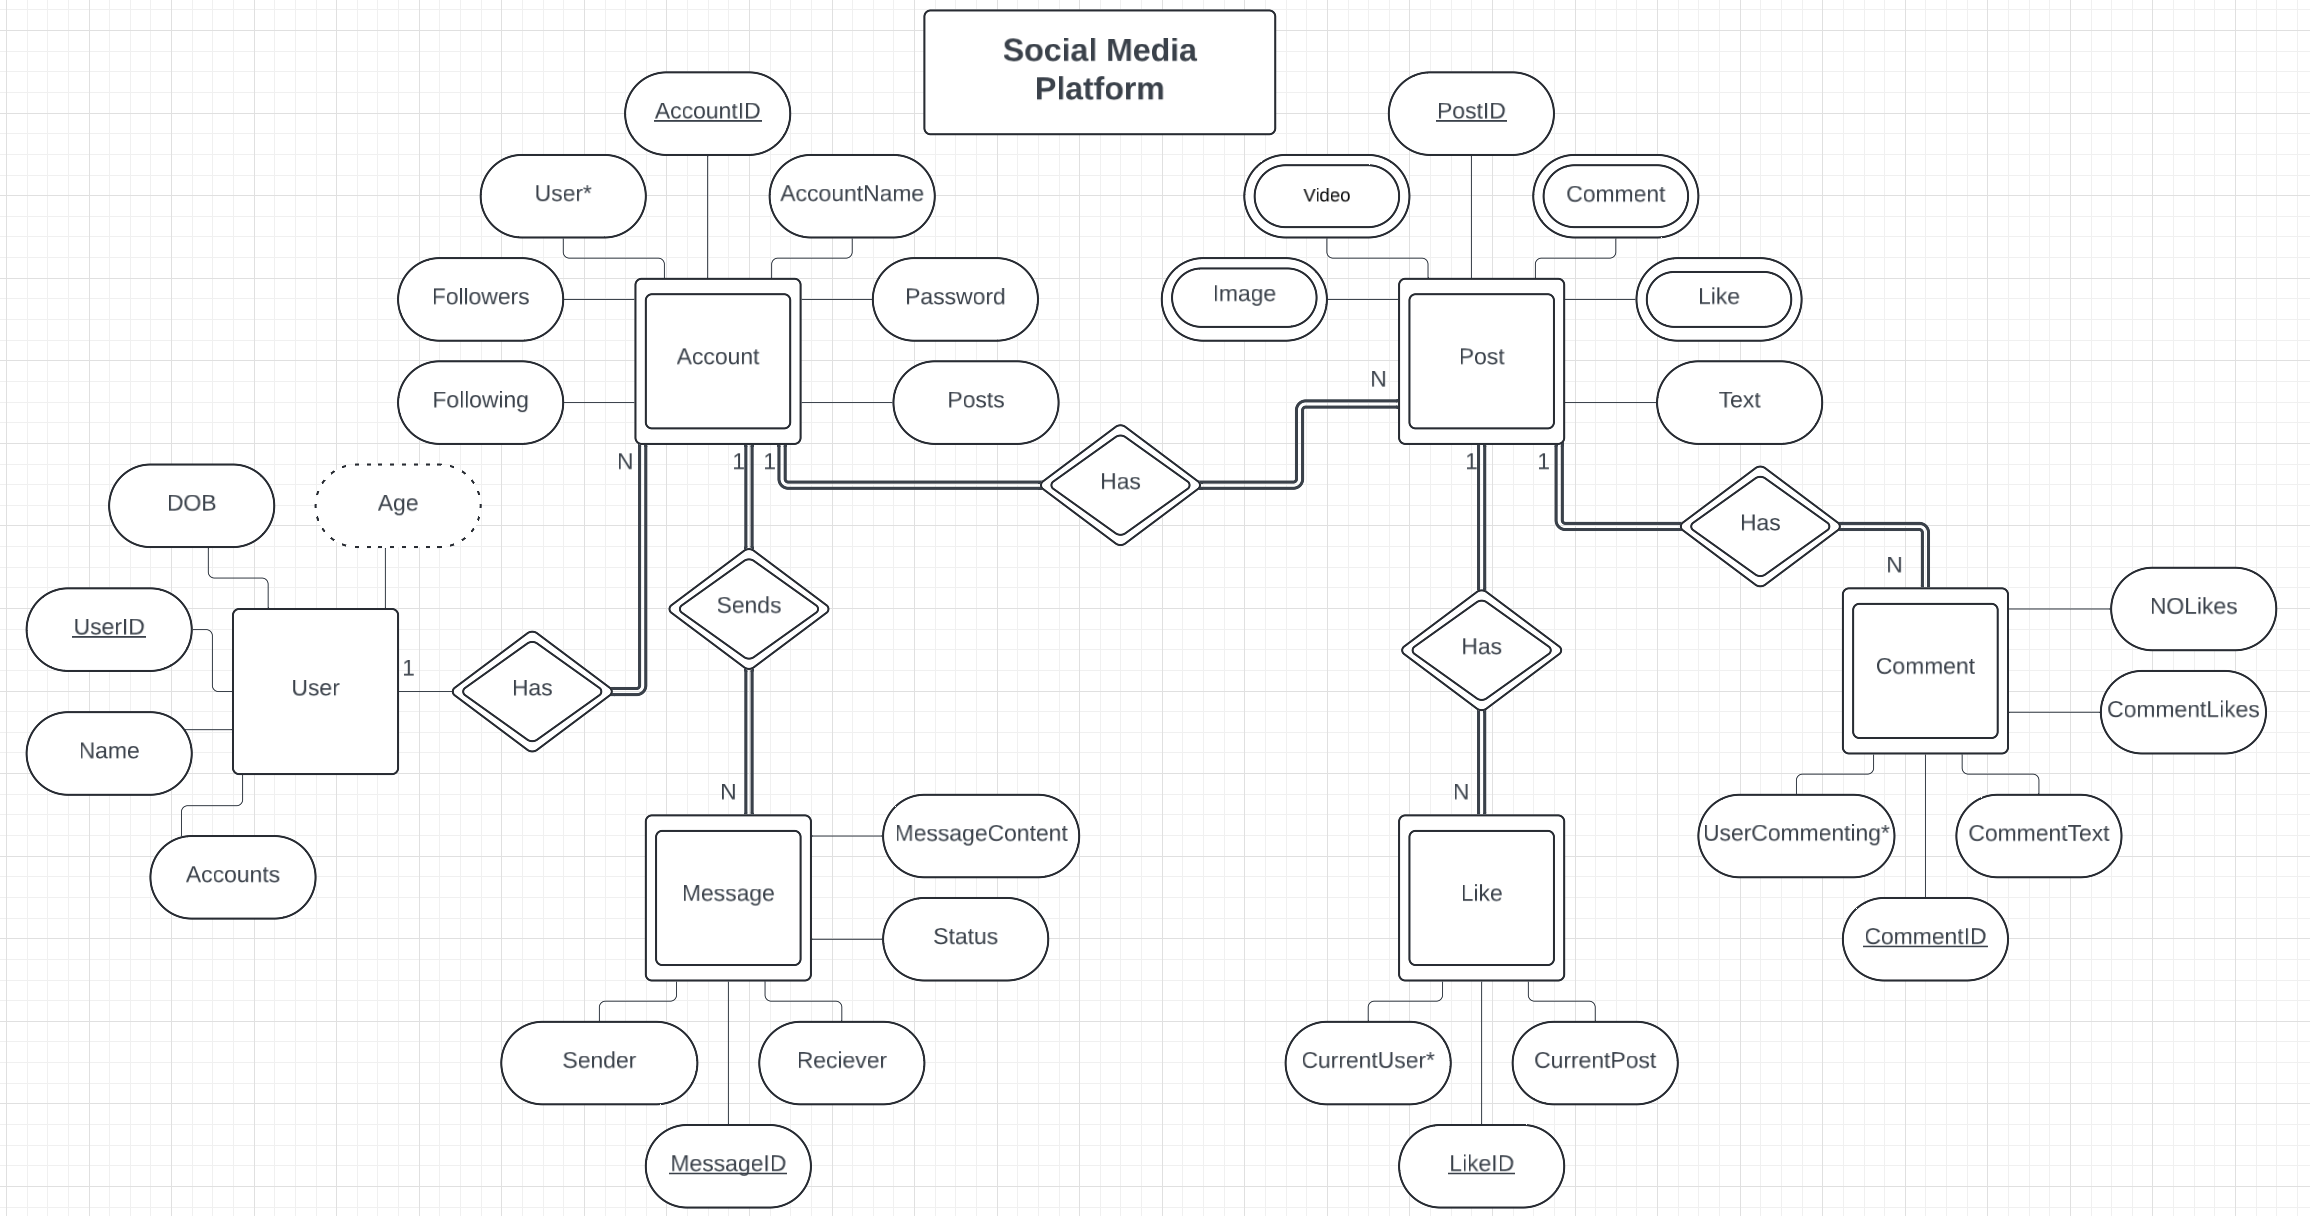 Social Media
Platform
AccountID
PostID
User*
AccountName
Video
Comment
Followers
Password
Image
Like
Account
Post
Following
Posts
N
Text
N
1
1
1
1
Has
DOB
Age
Has
N
Sends
NOLikes
UserID
1
Has
Comment
User
Has
CommentLikes
Name
N
N
MessageContent
UserCommenting*
CommentText
Accounts
Message
Like
Status
CommentID
Sender
Reciever
CurrentUser*
CurrentPost
MessageID
LikeID